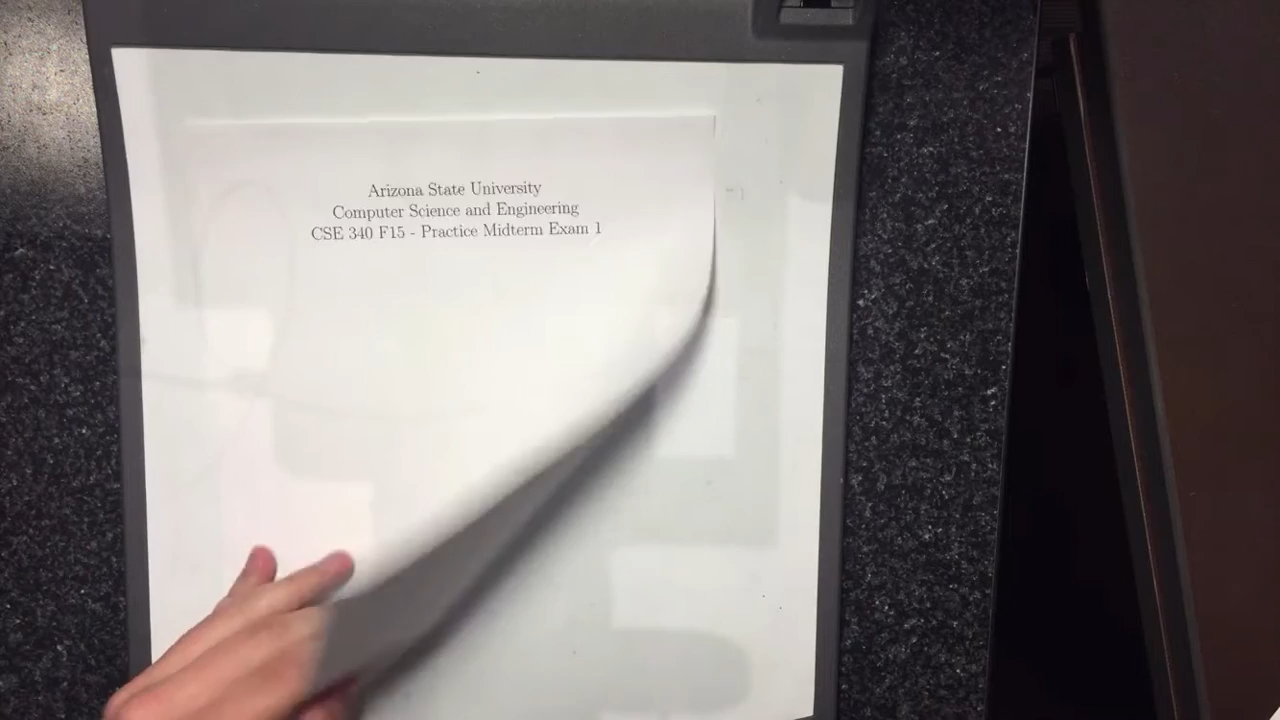 Arizona State University
Computer Science and Engineering
CSE 340 F15 - Practice Midterm Exam 1